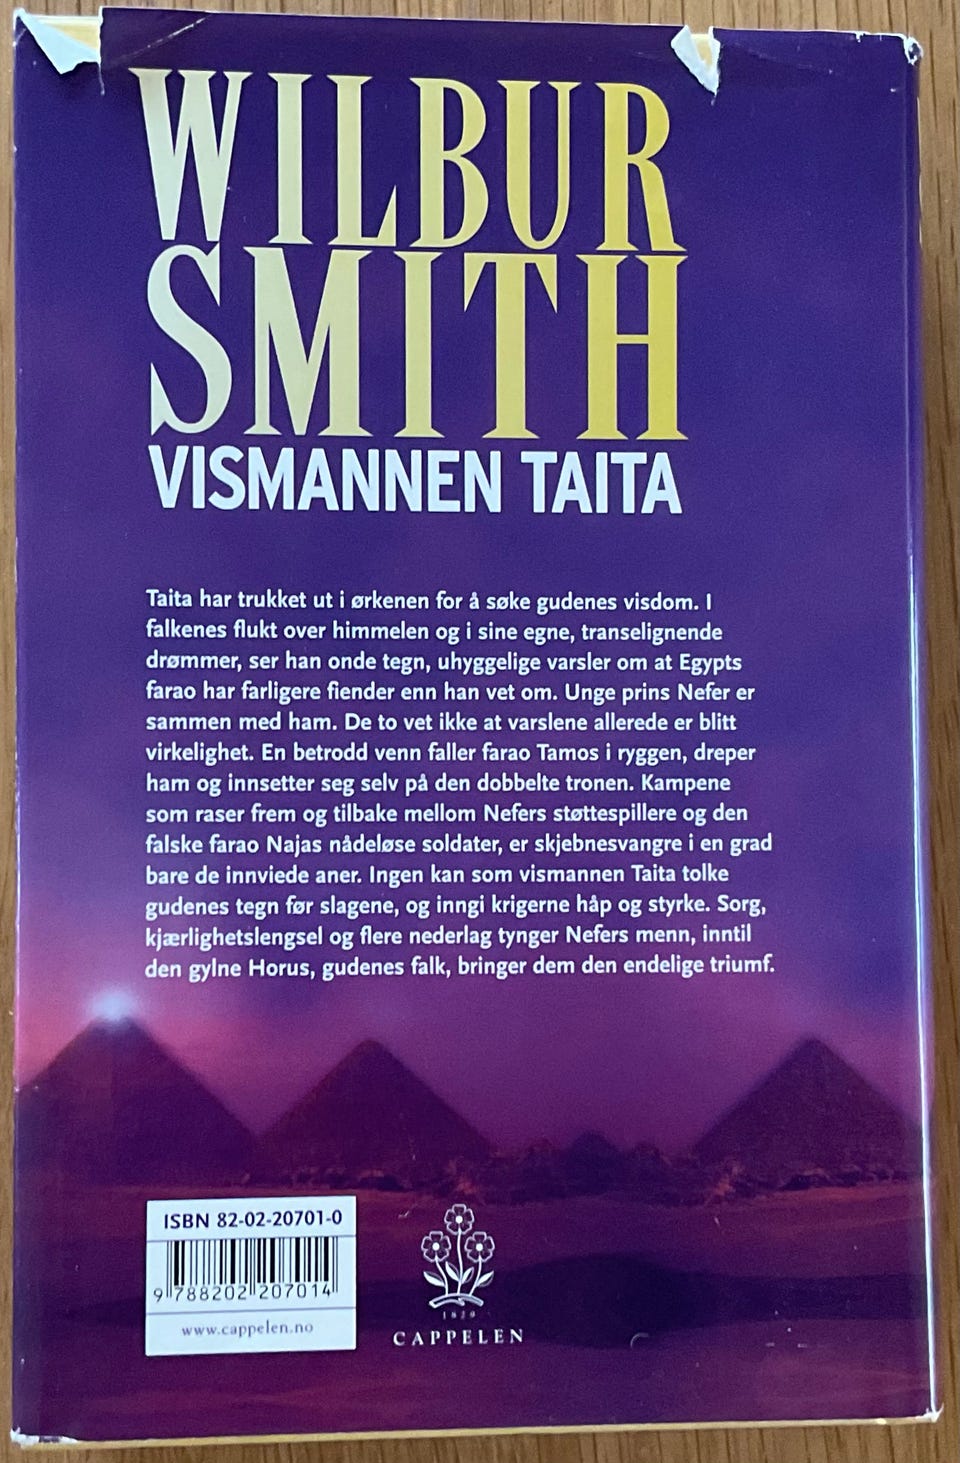 WILBUR
SMITH
VISMANNEN TAITA
Taita har trukket ut i ørkenen for å søke gudenes visdom. I
falkenes flukt over himmelen og i sine egne, transelignende
drømmer, ser han onde tegn, uhyggelige varsler om at Egypts
farao har farligere fiender enn han vet om. Unge prins Nefer er
sammen med ham. De to vet ikke at varslene allerede er blitt
virkelighet. En betrodd venn faller farao Tamos i ryggen, dreper
ham og innsetter seg selv på den dobbelte tronen. Kampene
som raser frem og tilbake mellom Nefers støttespillere og den
falske farao Najas nådeløse soldater, er skjebnesvangre i en grad
bare de innviede aner. Ingen kan som vismannen Taita tolke
gudenes tegn før slagene, og inngi krigerne håp og styrke. Sorg,
kjærlighetslengsel og flere nederlag tynger Nefers menn, inntil
den gylne Horus, gudenes falk, bringer dem den endelige triumf.
ISBN 82-02-20701-0
9 788202 207014
www.cappelen.no
1829
CAPPELEN